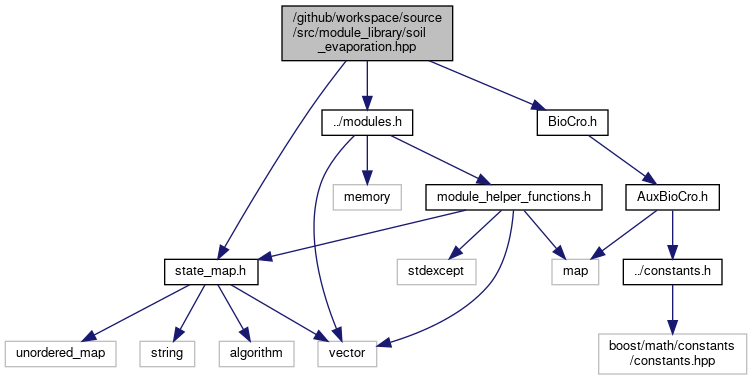 /github/workspace/source
/src/module_library/soil
_evaporation.hpp
../modules.h
BioCro.h
memory
module_helper_functions.h
AuxBioCro.h
state_map.h
stdexcept
map
../constants.h
unordered_map
string
algorithm
vector
boost/math/constants
/constants.hpp